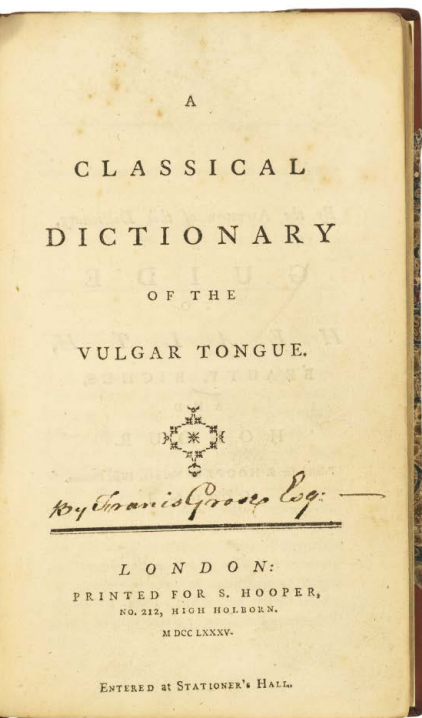 A
CLASSICAL
DICTIONARY
OF THE
VULGAR TONGUE.
By Francis Grose Esq: —
LONDON:
PRINTED FOR S. HOOPER,
NO. 212, HIGH HOLBORN.
M DCC LXXXV.
ENTERED at STATIONER's HALL.